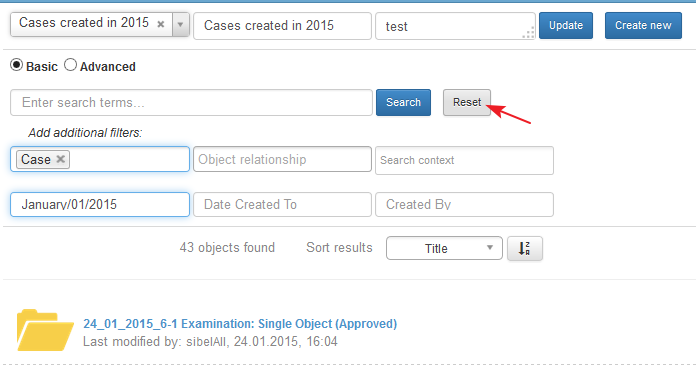 Cases created in 2015 × Cases created in 2015 test Update Create new
Basic Advanced
Enter search terms... Search Reset
Add additional filters:
Case × Object relationship Search context
January/01/2015 Date Created To Created By
43 objects found Sort results Title
24_01_2015_6-1 Examination: Single Object (Approved)
Last modified by: sibelAll, 24.01.2015, 16:04